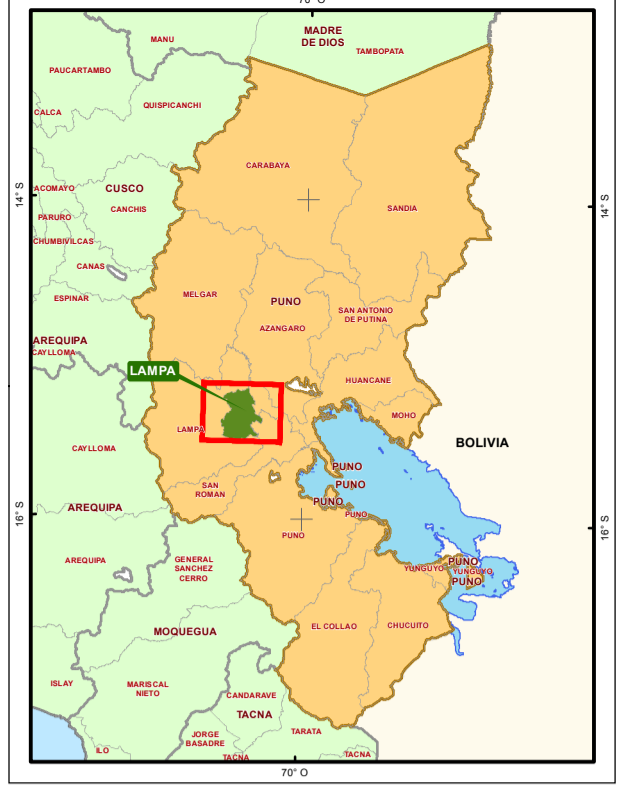 70° O
MADRE
DE DIOS
MANU
TAMBOPATA
PAUCARTAMBO
QUISPICANCHI
CALCA
CARABAYA
14° S
14° S
ACOMAYO
CUSCO
CANCHIS
SANDIA
PARURO
CHUMBIVILCAS
CANAS
ESPINAR
MELGAR
PUNO
SAN ANTONIO
DE PUTINA
AZANGARO
AREQUIPA
CAYLLOMA
LAMPA
HUANCANE
MOHO
LAMPA
BOLIVIA
CAYLLOMA
PUNO
SAN
ROMAN
PUNO
PUNO
AREQUIPA
PUNO
16° S
16° S
PUNO
AREQUIPA
GENERAL
SANCHEZ
CERRO
YUNGUYO
PUNO
YUNGUYO
PUNO
MOQUEGUA
EL COLLAO
CHUCUITO
ISLAY
MARISCAL
NIETO
CANDARAVE
TACNA
JORGE
BASADRE
TARATA
ILO
TACNA
TACNA
70° O